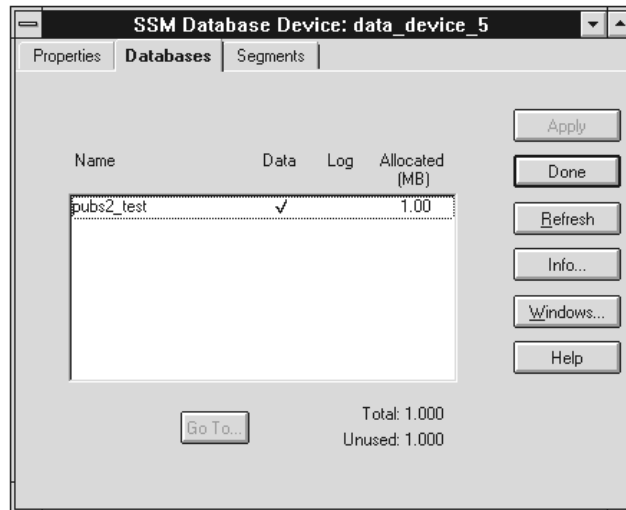 SSM Database Device: data_device_5
Properties Databases Segments
Apply
Name Data Log Allocated
(MB)
Done
pubs2_test ✓ 1.00
Refresh
Info...
Windows...
Help
Go To...
Total: 1.000
Unused: 1.000